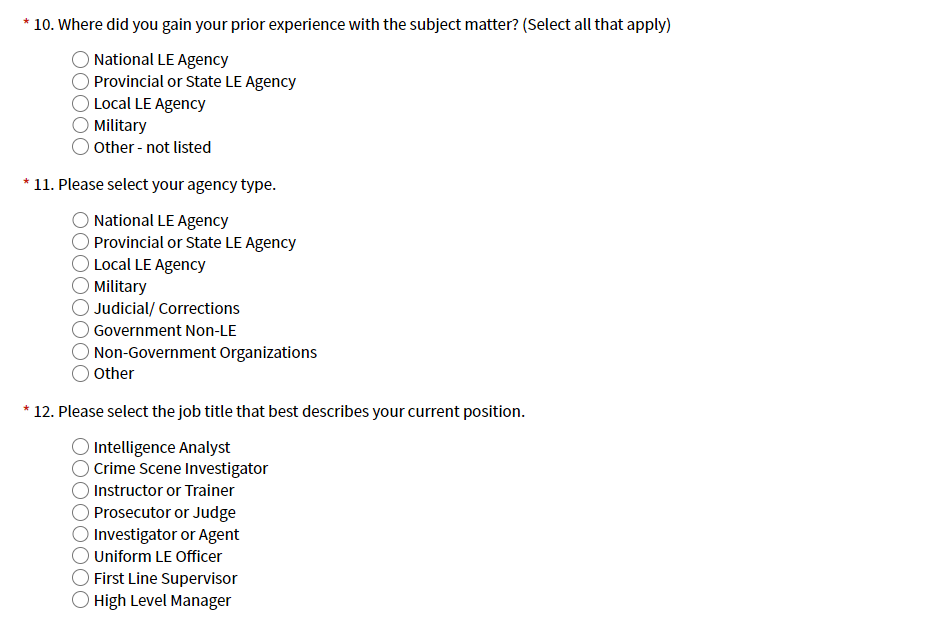 * 10. Where did you gain your prior experience with the subject matter? (Select all that apply)
National LE Agency
Provincial or State LE Agency
Local LE Agency
Military
Other - not listed
* 11. Please select your agency type.
National LE Agency
Provincial or State LE Agency
Local LE Agency
Military
Judicial/ Corrections
Government Non-LE
Non-Government Organizations
Other
* 12. Please select the job title that best describes your current position.
Intelligence Analyst
Crime Scene Investigator
Instructor or Trainer
Prosecutor or Judge
Investigator or Agent
Uniform LE Officer
First Line Supervisor
High Level Manager